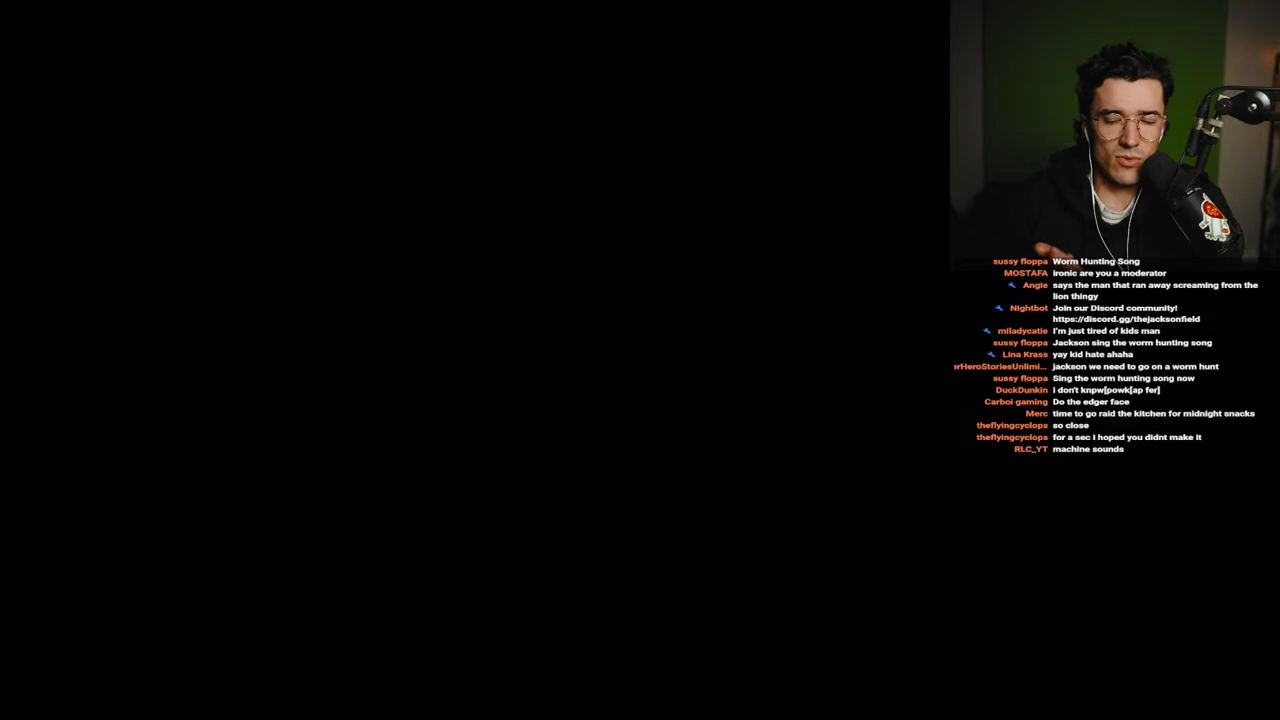 sussy floppa Worm Hunting Song
MOSTAFA ironic are you a moderator
Angie says the man that ran away screaming from the
lion thingy
Nightbot Join our Discord community!
https://discord.gg/thejacksonfield
miladycatie I'm just tired of kids man
sussy floppa Jackson sing the worm hunting song
Lina Krass yay kid hate ahaha
erHeroStoriesUnlimi... jackson we need to go on a worm hunt
sussy floppa Sing the worm hunting song now
DuckDunkin i don't knpw[powk[ap fer]
Carboi gaming Do the edger face
Merc time to go raid the kitchen for midnight snacks
theflyingcyclops so close
theflyingcyclops for a sec i hoped you didnt make it
RLC_YT machine sounds